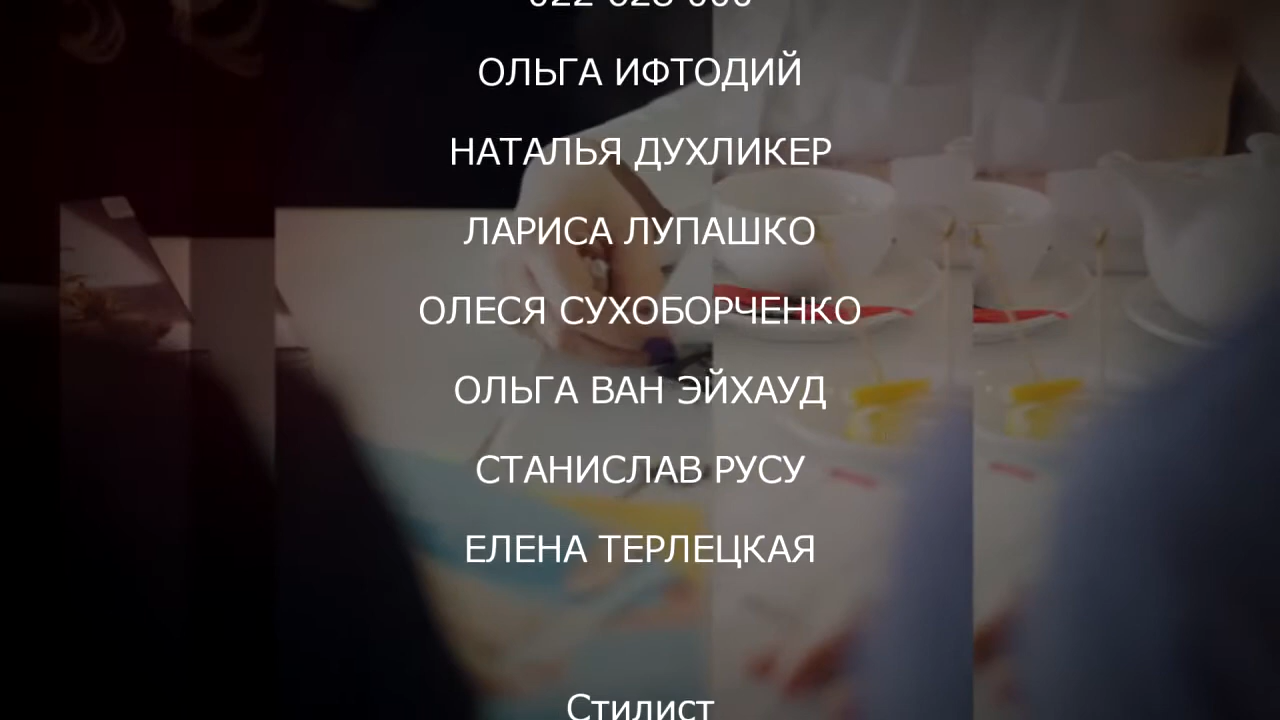 ОЛЬГА ИФТОДИЙ
НАТАЛЬЯ ДУХЛИКЕР
ЛАРИСА ЛУПАШКО
ОЛЕСЯ СУХОБОРЧЕНКО
ОЛЬГА ВАН ЭЙХАУД
СТАНИСЛАВ РУСУ
ЕЛЕНА ТЕРЛЕЦКАЯ
Стилист